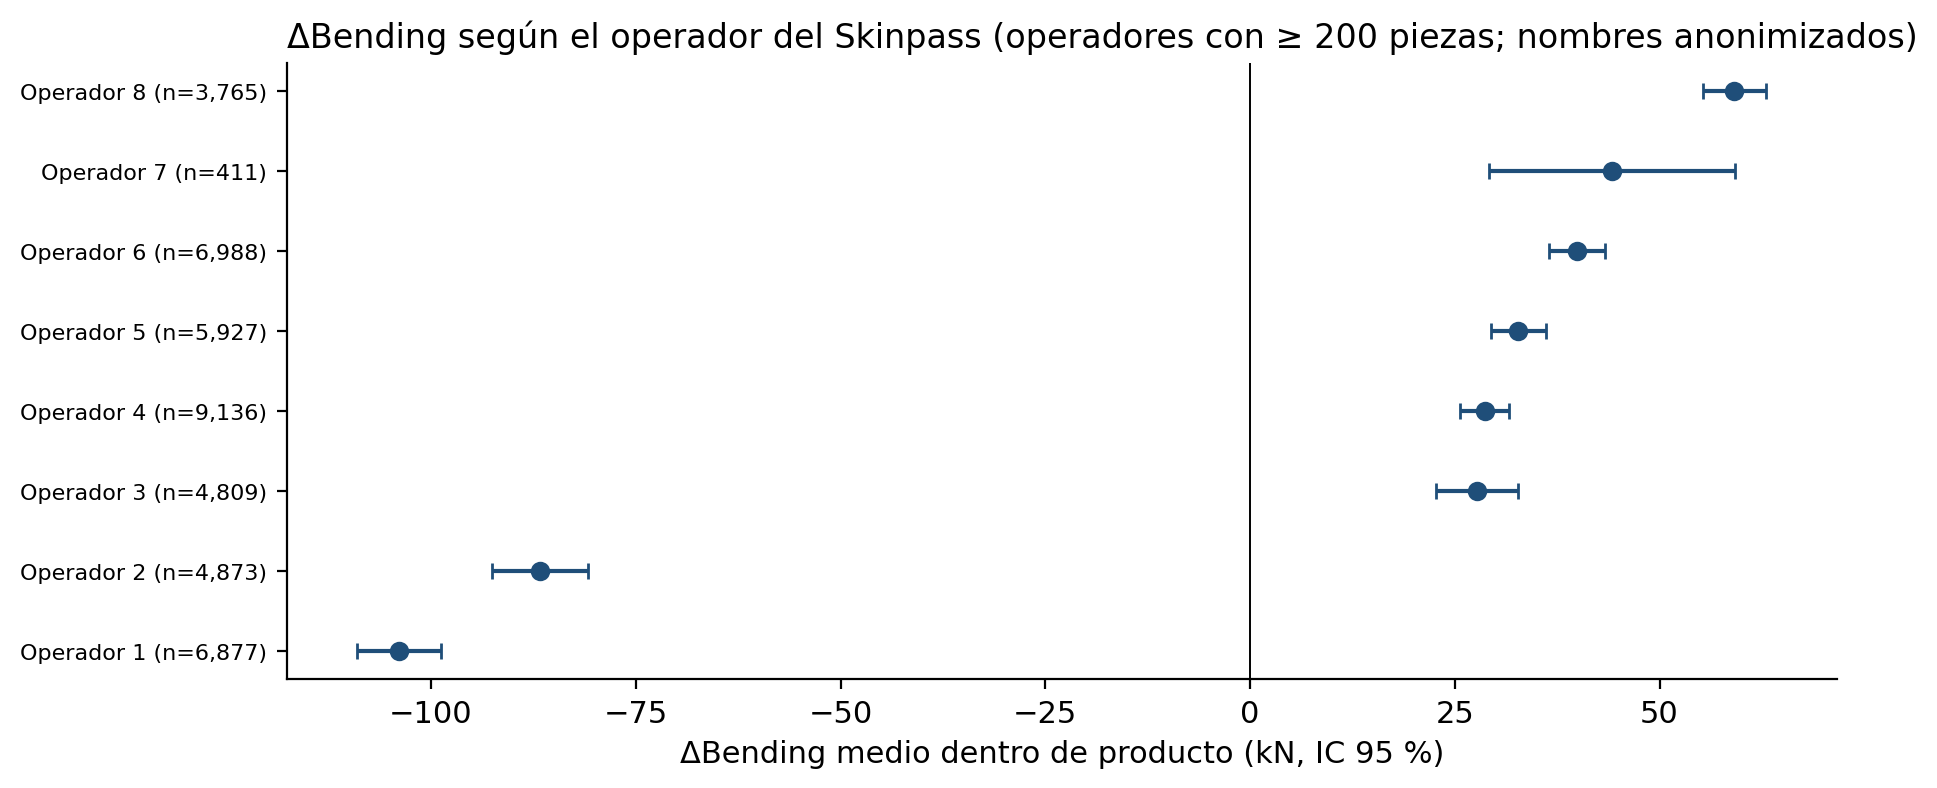 ΔBending según el operador del Skinpass (operadores con ≥ 200 piezas; nombres anonimizados)
Operador 8 (n=3,765)
Operador 7 (n=411)
Operador 6 (n=6,988)
Operador 5 (n=5,927)
Operador 4 (n=9,136)
Operador 3 (n=4,809)
Operador 2 (n=4,873)
Operador 1 (n=6,877)
−100 −75 −50 −25 0 25 50
ΔBending medio dentro de producto (kN, IC 95 %)